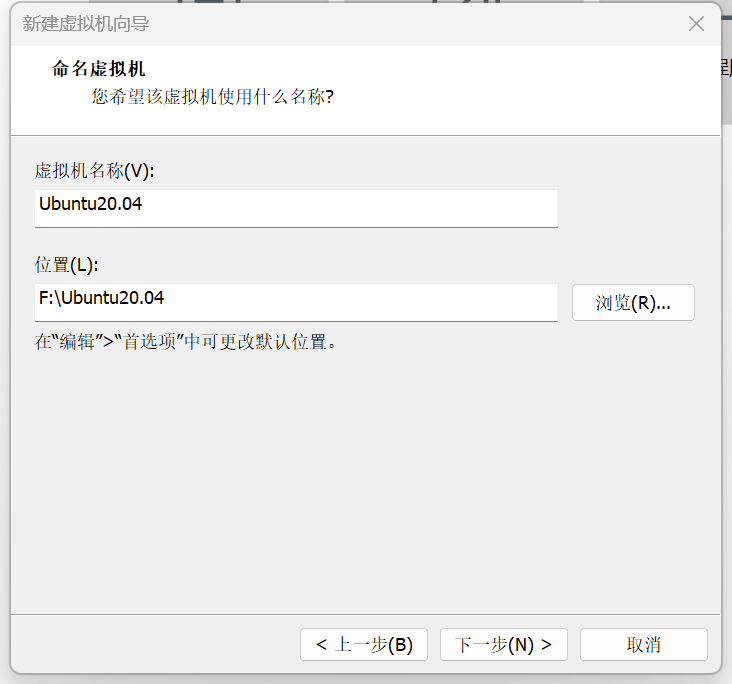 新建虚拟机向导
命名虚拟机
您希望该虚拟机使用什么名称?
虚拟机名称(V):
Ubuntu20.04
位置(L):
F:\Ubuntu20.04
浏览(R)...
在“编辑”>“首选项”中可更改默认位置。
< 上一步(B)
下一步(N) >
取消